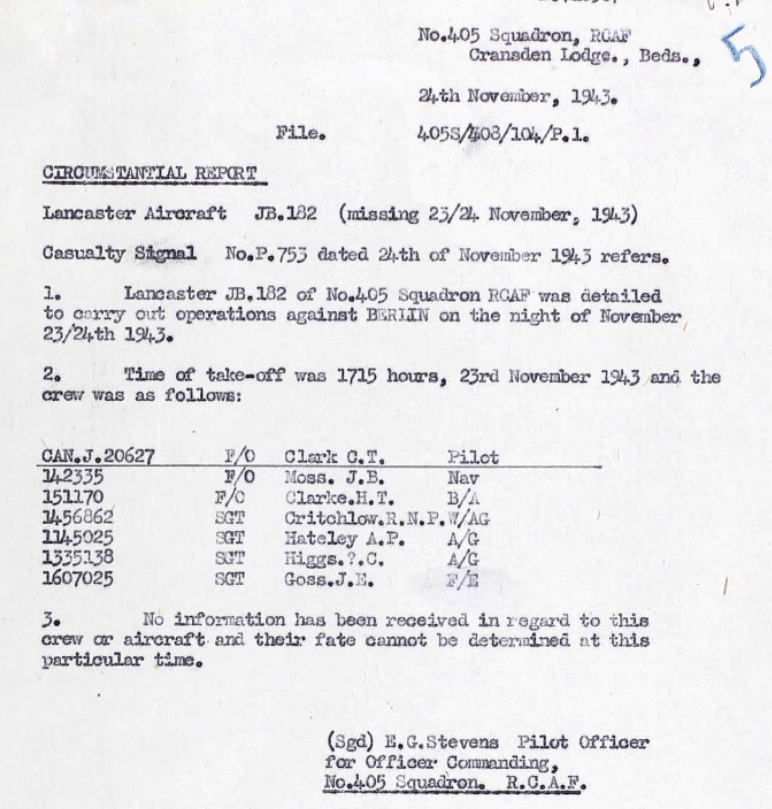 No.405 Squadron, RCAF
Cransden Lodge., Beds.,
5
24th November, 1943.
File. 405S/408/104/P.1.
CIRCUMSTANTIAL REPORT
Lancaster Aircraft JB.182 (missing 23/24 November, 1943)
Casualty Signal No.P.753 dated 24th of November 1943 refers.
1. Lancaster JB.182 of No.405 Squadron RCAF was detailed
to carry out operations against BERLIN on the night of November
23/24th 1943.
2. Time of take-off was 1715 hours, 23rd November 1943 and the
crew was as follows:
CAN.J.20627 F/O Clark C.T. Pilot
142335 F/O Moss. J.B. Nav
151170 F/O Clarke.H.T. B/A
1456862 SGT Critchlow.R.N.P. W/AG
1145025 SGT Hateley A.P. A/G
1335138 SGT Higgs.?.C. A/G
1607025 SGT Goss.J.E. F/E
3. No information has been received in regard to this
crew or aircraft and their fate cannot be determined at this
particular time.
(Sgd) E.G.Stevens Pilot Officer
for Officer Commanding,
No.405 Squadron. R.C.A.F.